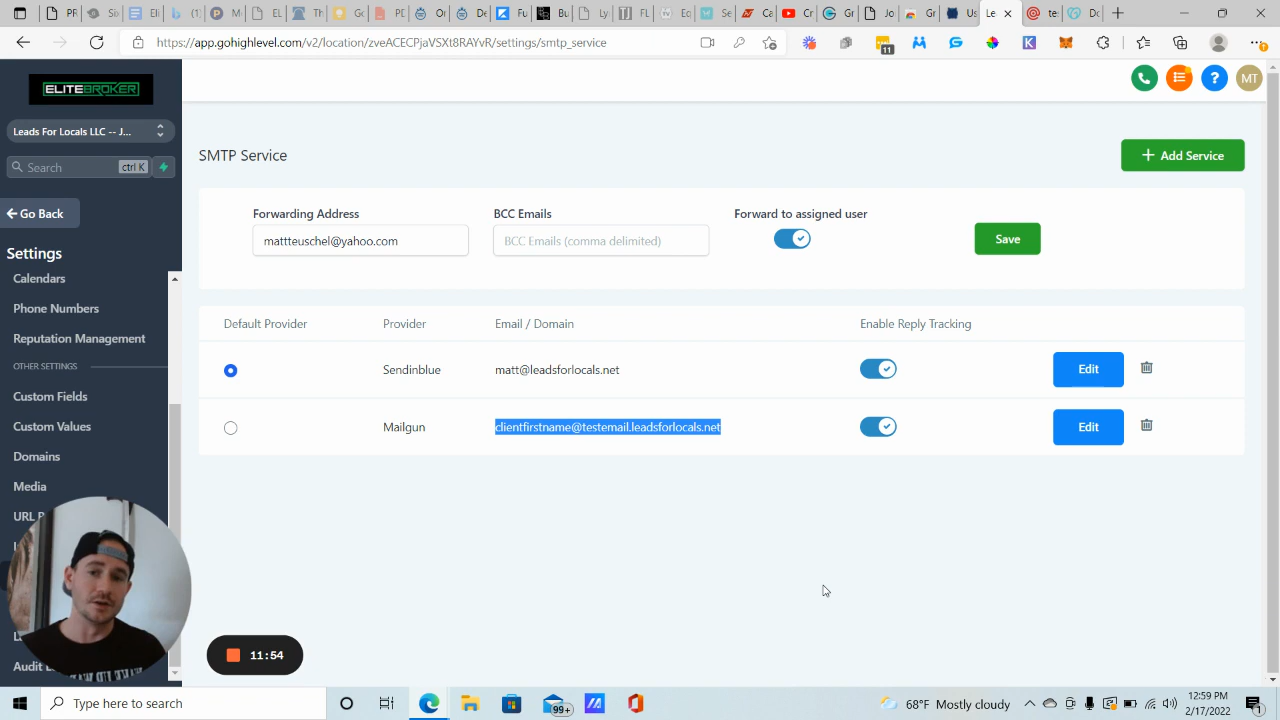 https://app.gohighlevel.com/v2/location/zveACECPjaVSXt8RAYvR/settings/smtp_service
11
ELITEBROKER
Leads For Locals LLC -- J...
Search
ctrl K
Go Back
Settings
Calendars
Phone Numbers
Reputation Management
OTHER SETTINGS
Custom Fields
Custom Values
Domains
Media
MT
SMTP Service
Add Service
Forwarding Address
BCC Emails
Forward to assigned user
mattteuschel@yahoo.com
BCC Emails (comma delimited)
Save
Default Provider
Provider
Email / Domain
Enable Reply Tracking
Sendinblue
matt@leadsforlocals.net
Edit
Mailgun
clientfirstname@testemail.leadsforlocals.net
Edit
11:54
Type here to search
99+
68°F Mostly cloudy
12:59 PM
2/17/2022
1